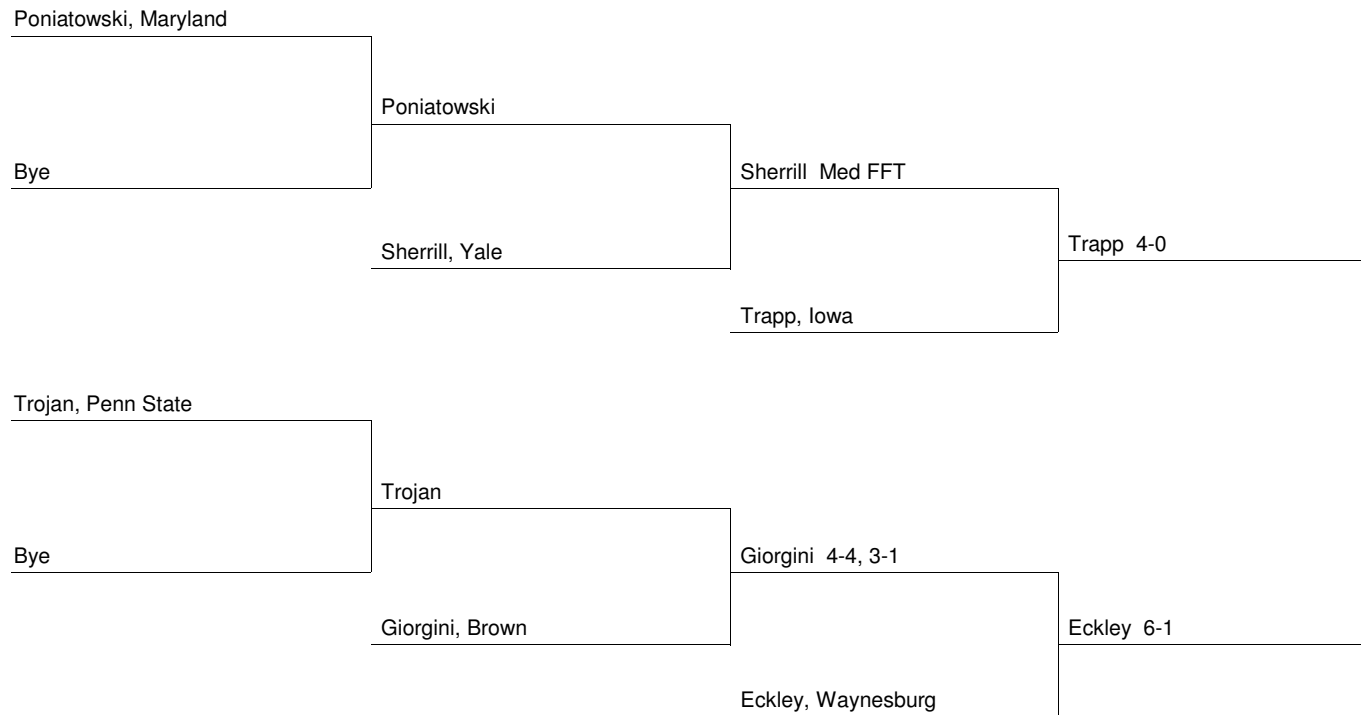 Poniatowski, Maryland
Poniatowski
Bye
Sherrill  Med FFT
Sherrill, Yale
Trapp  4-0
Trapp, Iowa
Trojan, Penn State
Trojan
Bye
Giorgini  4-4, 3-1
Giorgini, Brown
Eckley  6-1
Eckley, Waynesburg